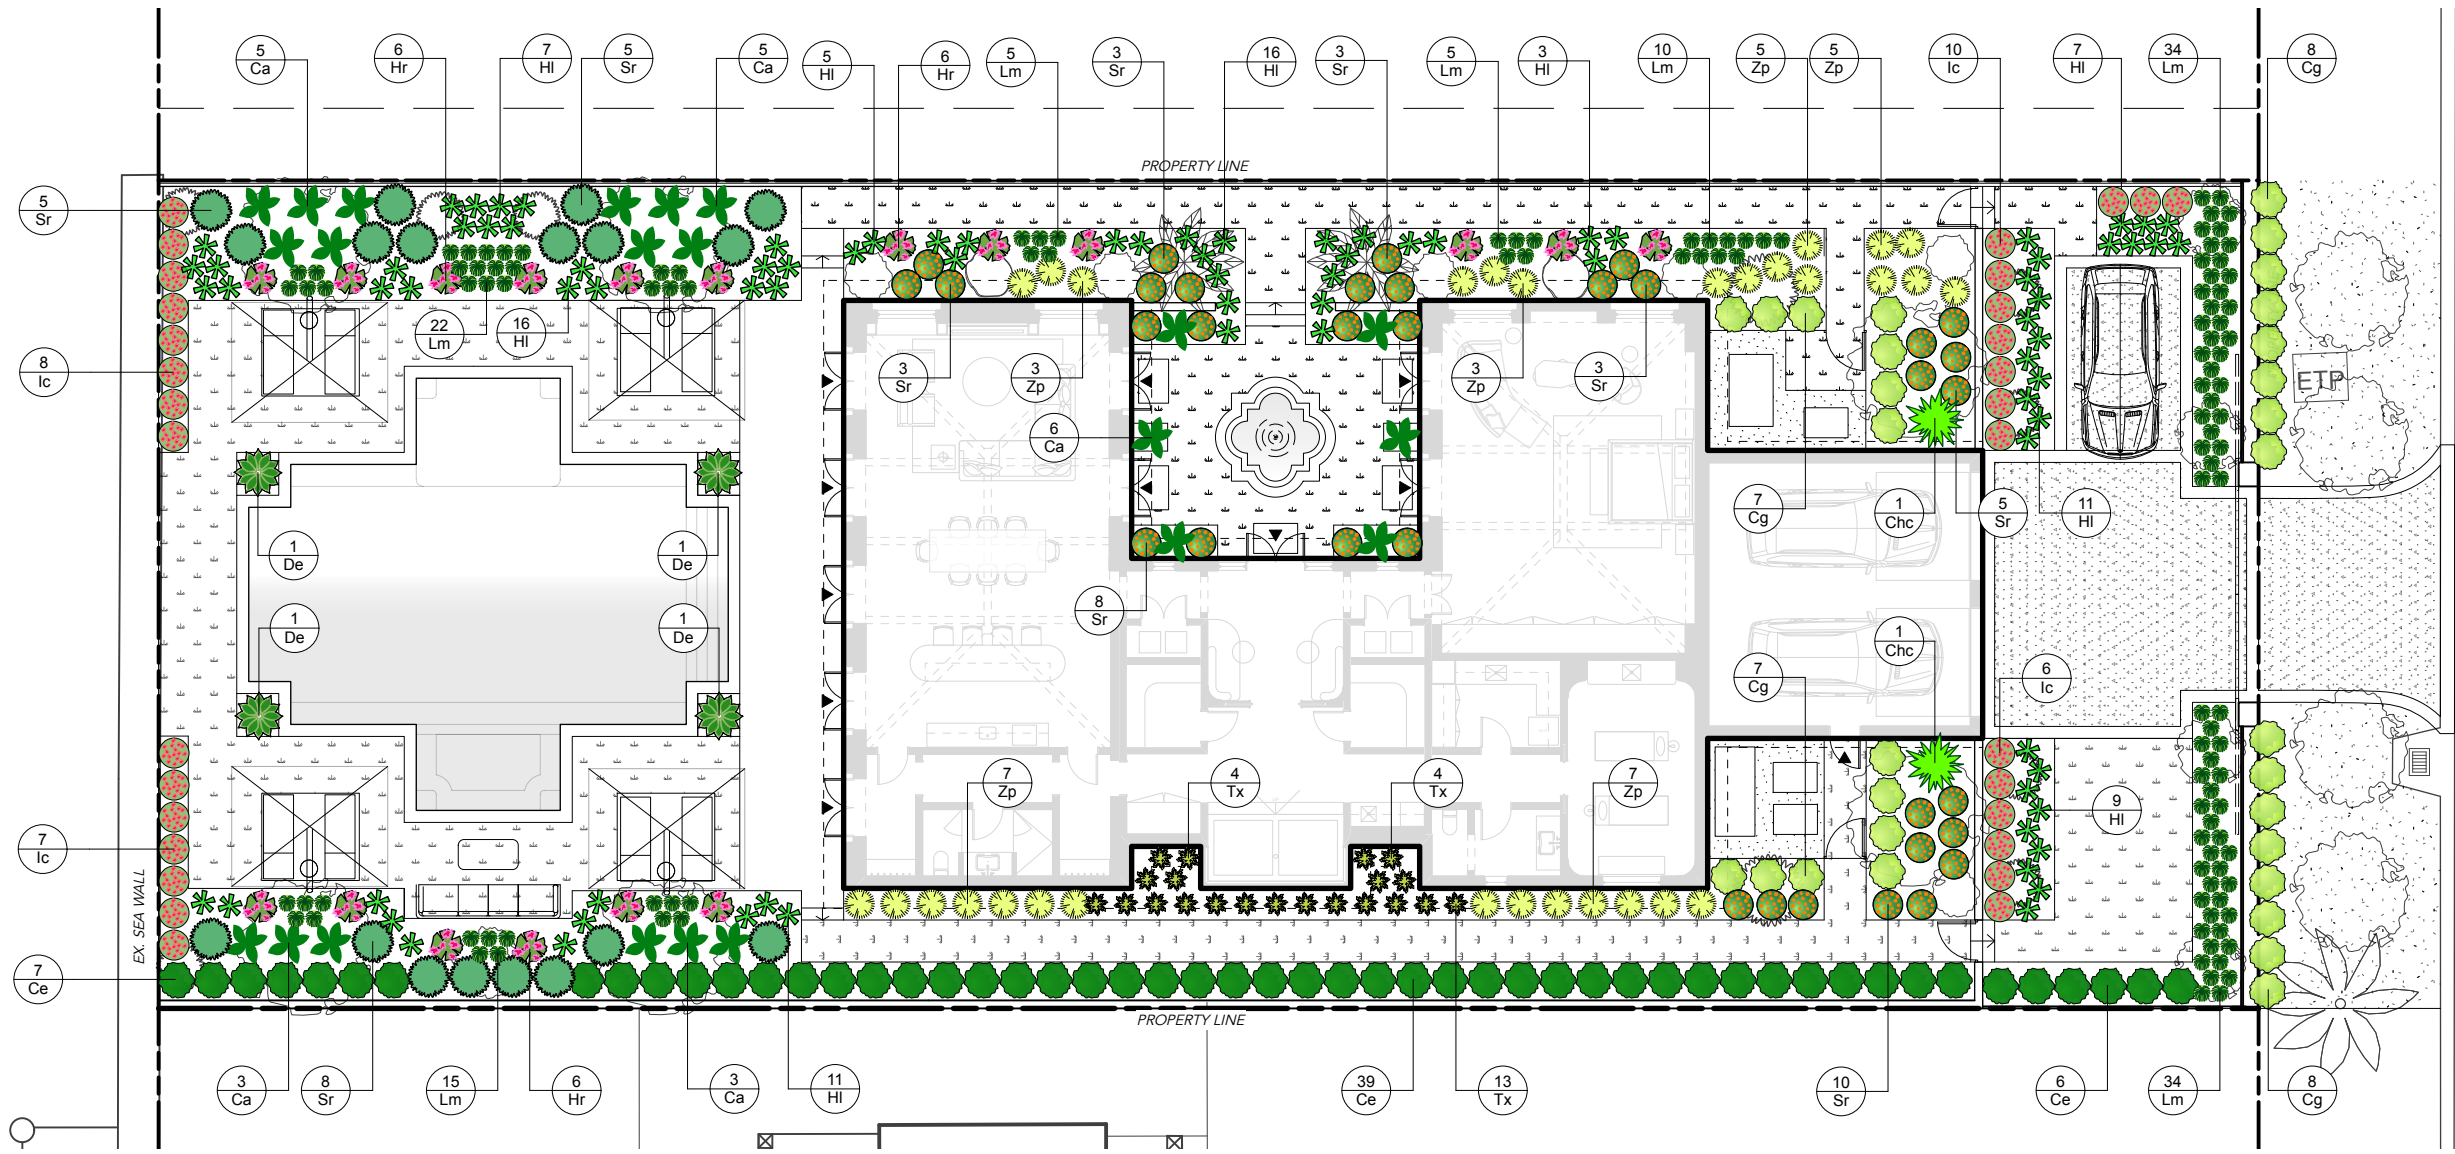 5
Ca
6
Hr
7
Hl
5
Sr
5
Ca
5
Hl
6
Hr
5
Lm
3
Sr
16
Hl
3
Sr
5
Lm
3
Hl
10
Lm
5
Zp
5
Zp
10
Ic
7
Hl
34
Lm
8
Cg
PROPERTY LINE
5
Sr
22
Lm
16
Hl
8
Ic
3
Sr
3
Zp
3
Zp
3
Sr
ETP
6
Ca
7
Cg
1
Chc
5
Sr
11
Hl
1
De
1
De
8
Sr
1
De
1
De
1
Chc
7
Cg
6
Ic
7
Zp
4
Tx
4
Tx
7
Zp
9
Hl
7
Ic
EX. SEA WALL
7
Ce
PROPERTY LINE
3
Ca
8
Sr
15
Lm
6
Hr
3
Ca
11
Hl
39
Ce
13
Tx
10
Sr
6
Ce
34
Lm
8
Cg